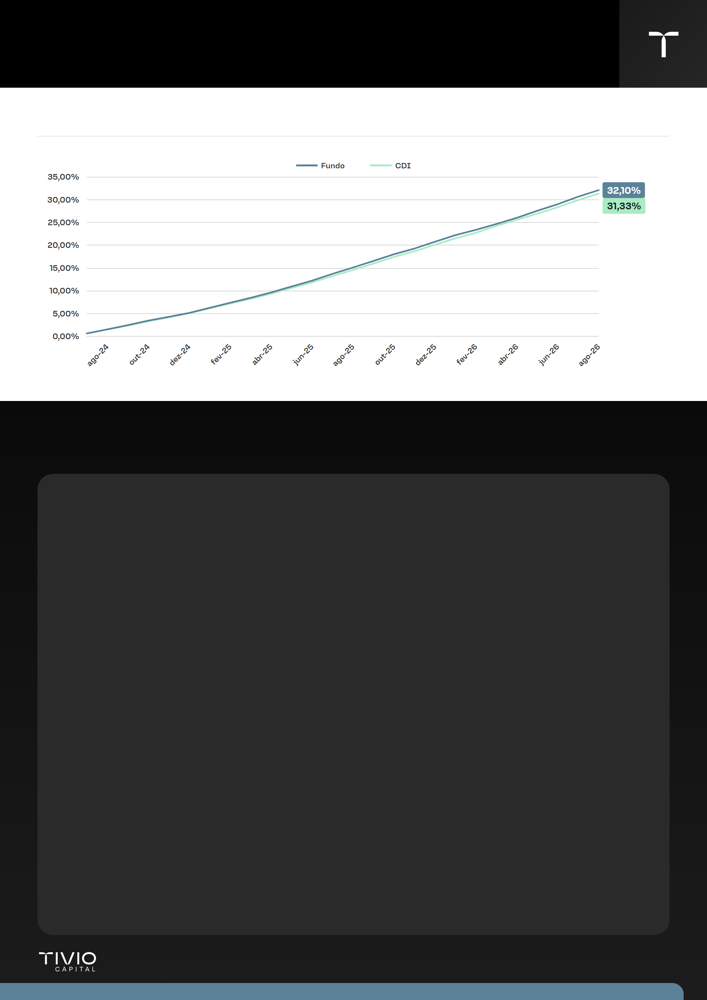 Fundo CDI
35,00%
32,10%
30,00%
31,33%
25,00%
20,00%
15,00%
10,00%
5,00%
0,00%
ago-24 out-24 dez-24 fev-25 abr-25 jun-25 ago-25 out-25 dez-25 fev-26 abr-26 jun-26 ago-26
TIVIO
CAPITAL